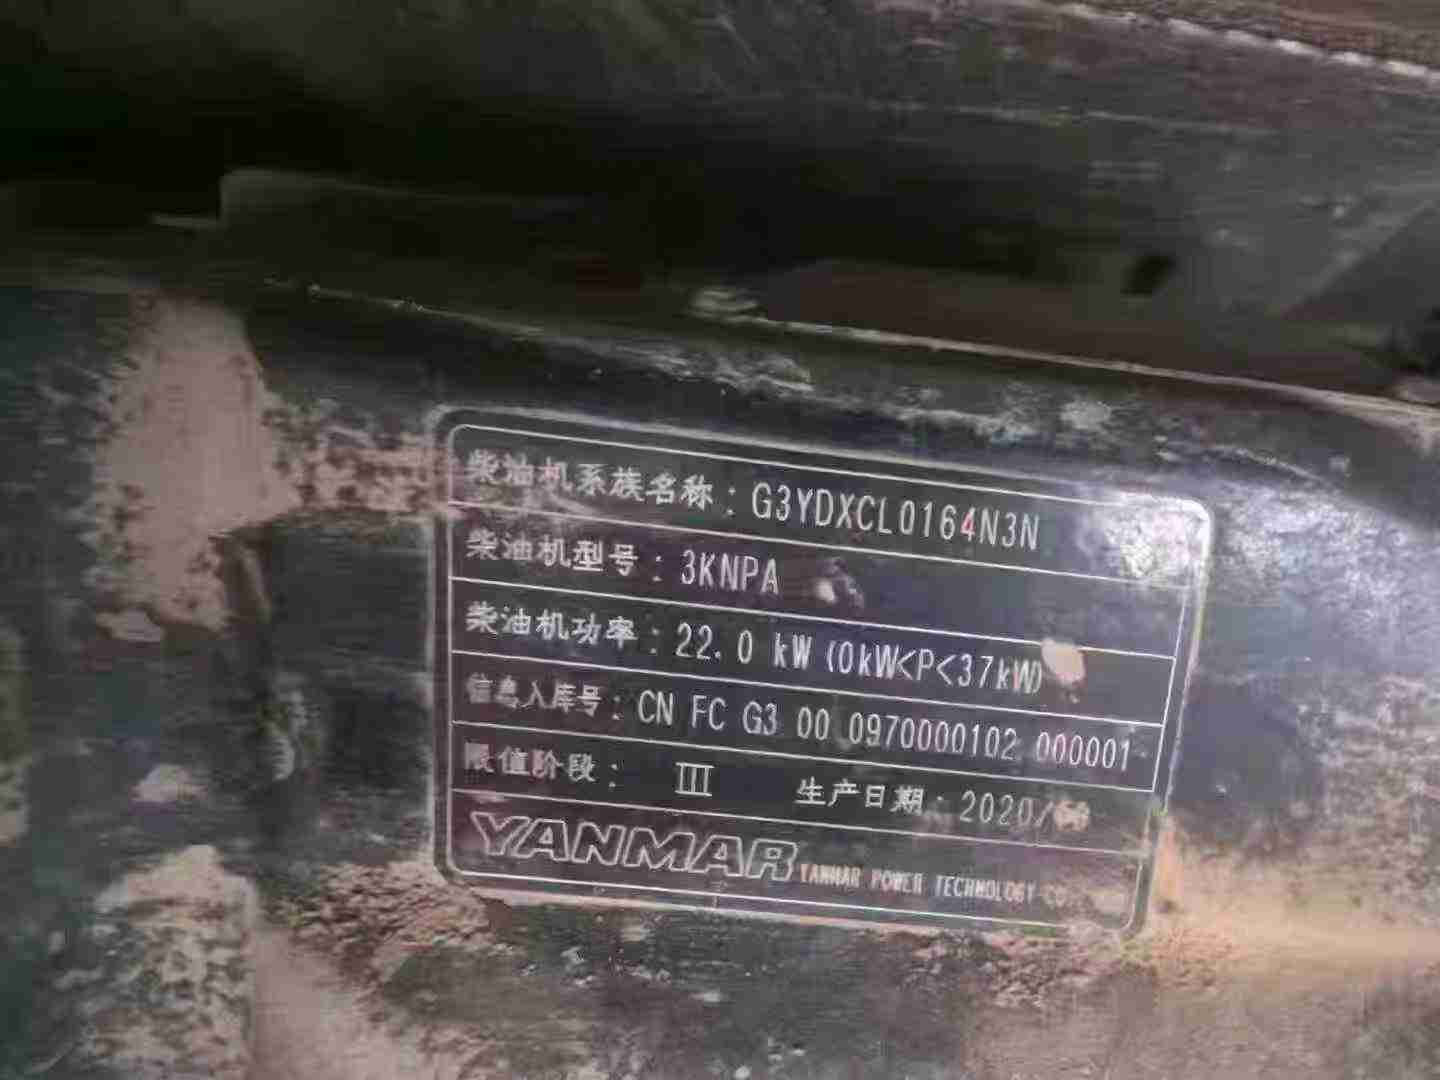 柴油机系族名称：G3YDXCL0164N3N
柴油机型号：3KNPA
柴油机功率：22.0 kW (0kW<P<37kW)
信息入库号：CN FC G3 00 0970000102 000001
限值阶段： III 生产日期：2020/
YANMAR YANMAR POWER TECHNOLOGY CO.